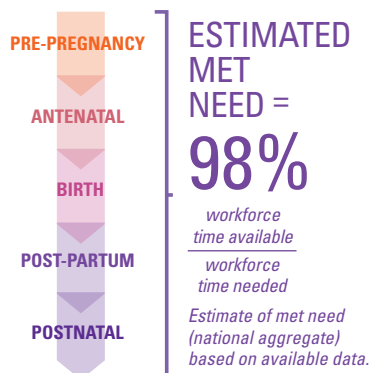 PRE-PREGNANCY
ANTENATAL
BIRTH
POST-PARTUM
POSTNATAL
ESTIMATED
MET
NEED =
98%
workforce
time available
workforce
time needed
Estimate of met need
(national aggregate)
based on available data.